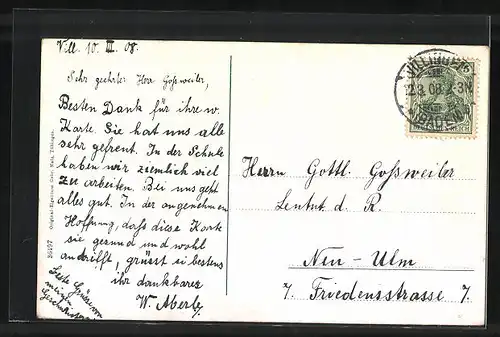 Vill. 10. III. 08.
Sehr geehrter Herr Goßweiler,
Besten Dank für ihre w.
Karte. Sie hat uns alle
sehr gefreut. In der Schule
haben wir ziemlich viel
zu arbeiten. Bei uns geht
alles gut. In der angenehmen
Hoffnung, daß diese Karte
sie gesund und wohl
antrifft, grüsst sie bestens
ihr dankbarer
W. Aberle
Herrn Gottl. Goßweiler
Leutnt d. R.
Neu-Ulm
7. Friedensstrasse 7.